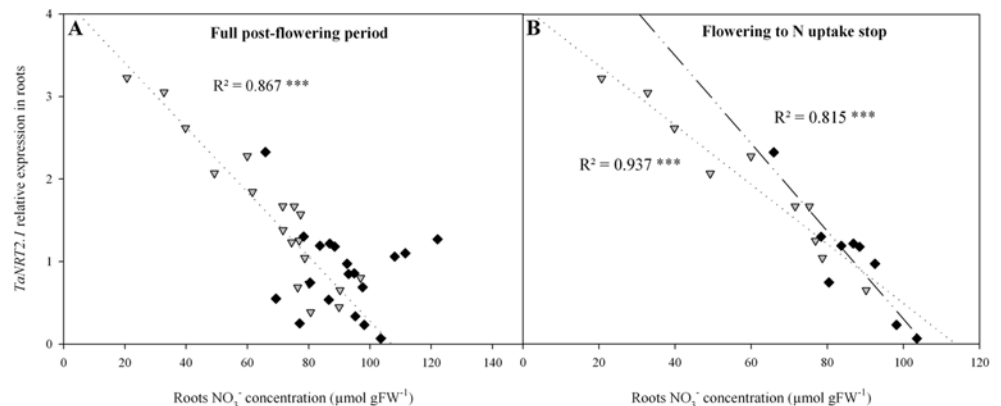 A
Full post-flowering period
R² = 0.867 ***
TaNRT2.1 relative expression in roots
4
3
2
1
0
0 20 40 60 80 100 120 140
Roots NO₃⁻ concentration (µmol gFW⁻¹)
B
Flowering to N uptake stop
R² = 0.815 ***
R² = 0.937 ***
0 20 40 60 80 100 120
Roots NO₃⁻ concentration (µmol gFW⁻¹)